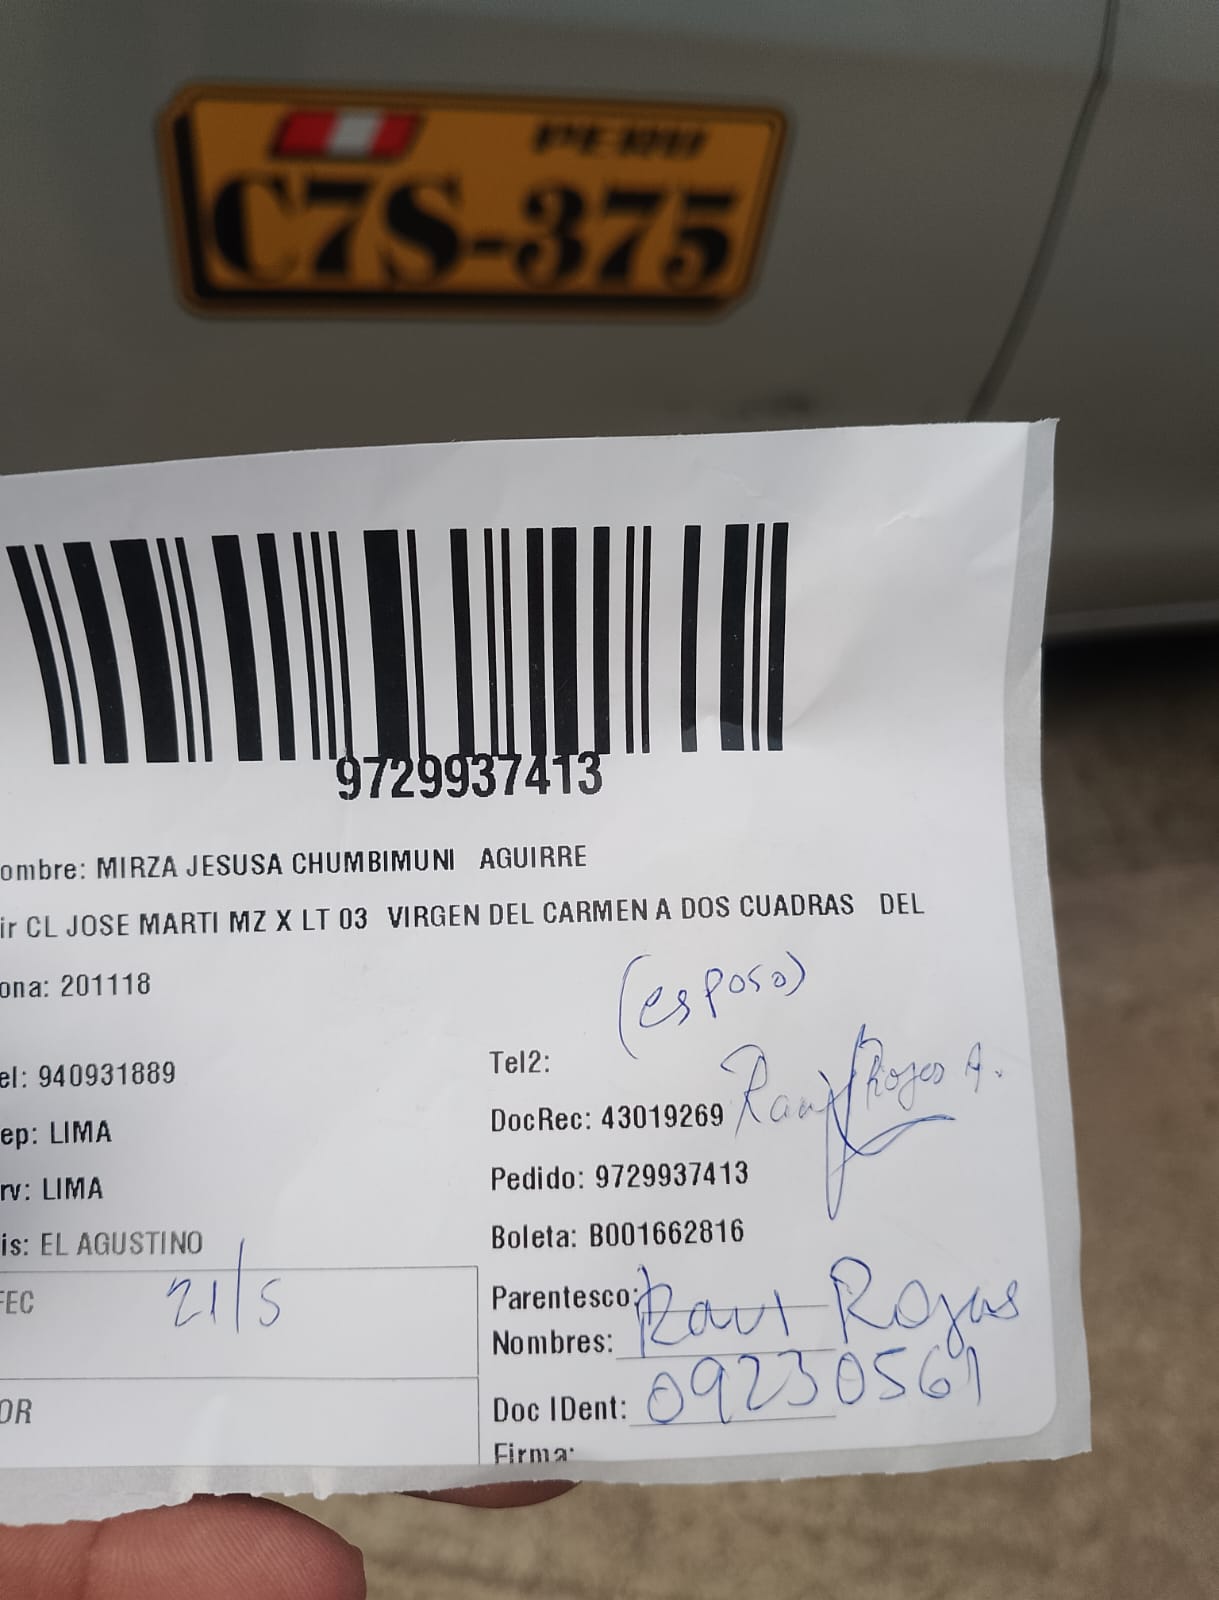 PERU
C7S-375
9729937413
ombre: MIRZA JESUSA CHUMBIMUNI AGUIRRE
ir CL JOSE MARTI MZ X LT 03 VIRGEN DEL CARMEN A DOS CUADRAS DEL
ona: 201118
(esposo)
el: 940931889
Tel2:
ep: LIMA
DocRec: 43019269
Raul Rojas A.
rv: LIMA
Pedido: 9729937413
is: EL AGUSTINO
Boleta: B001662816
FEC 21/5
Parentesco:
Nombres: Raul Rojas
OR
Doc IDent: 09230561
Firma: